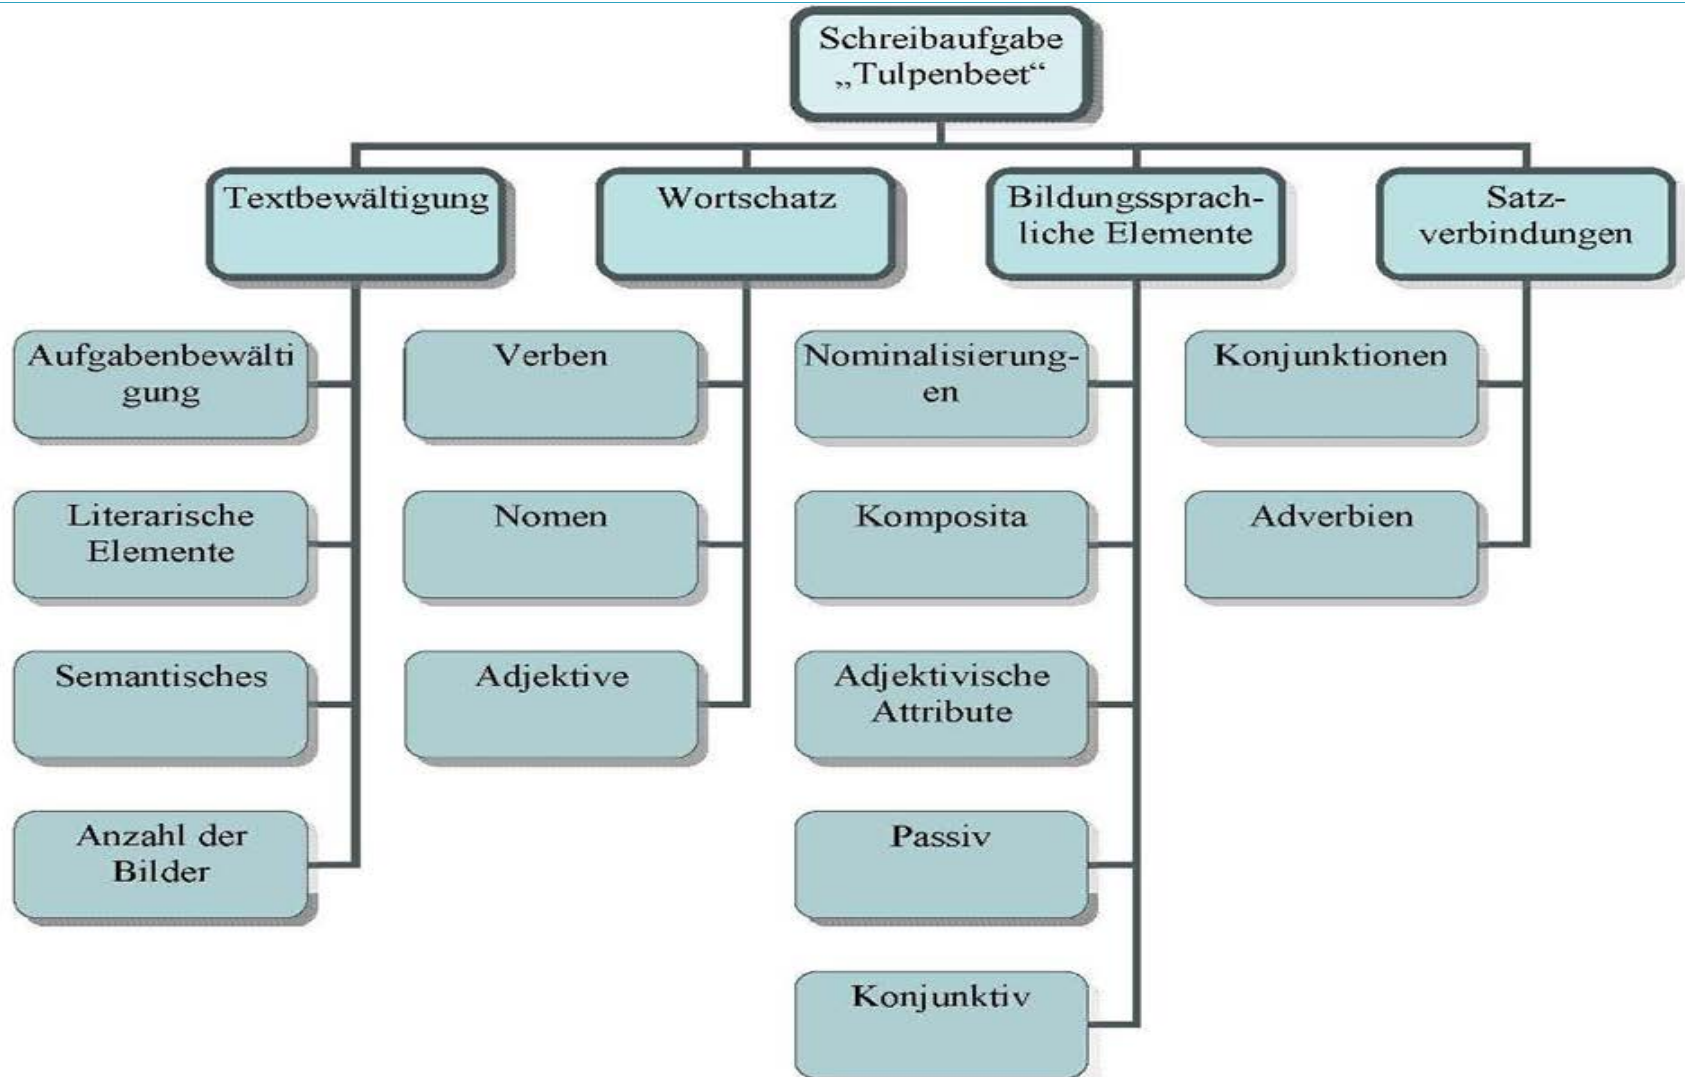 Schreibaufgabe
„Tulpenbeet“
Textbewältigung
Wortschatz
Bildungssprach-
liche Elemente
Satz-
verbindungen
Aufgabenbewälti
gung
Literarische
Elemente
Semantisches
Anzahl der
Bilder
Verben
Nomen
Adjektive
Nominalisierung-
en
Komposita
Adjektivische
Attribute
Passiv
Konjunktiv
Konjunktionen
Adverbien